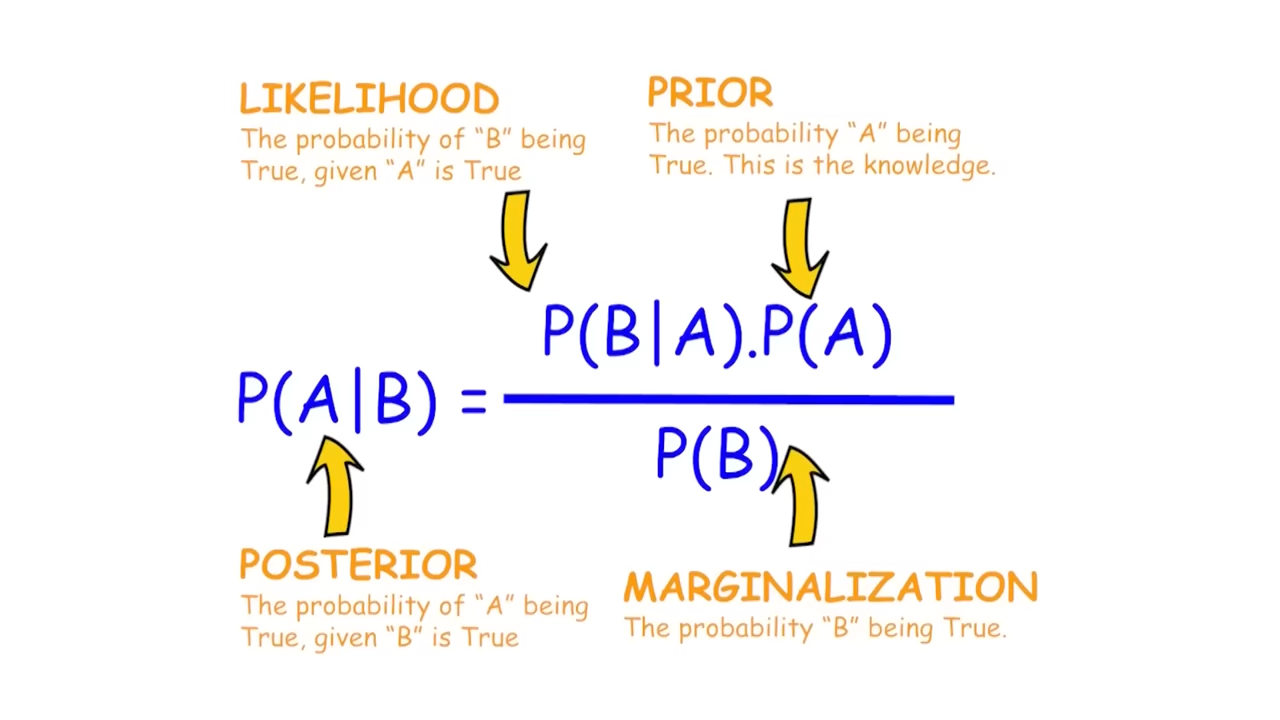 LIKELIHOOD
The probability of “B” being
True, given “A” is True
PRIOR
The probability “A” being
True. This is the knowledge.
P(B|A).P(A)
P(A|B) =
P(B)
POSTERIOR
The probability of “A” being
True, given “B” is True
MARGINALIZATION
The probability “B” being True.